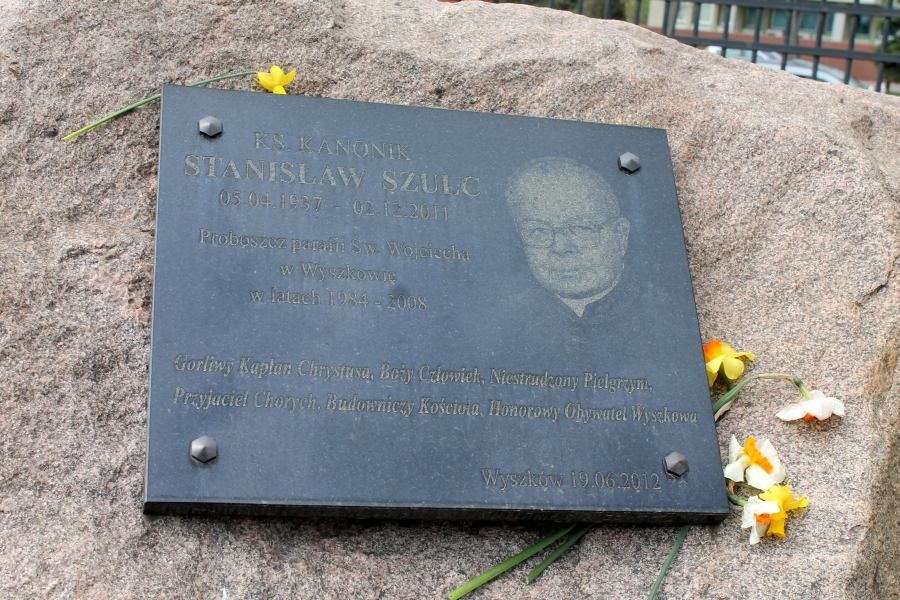 KS. KANONIK
STANISŁAW SZULC
05.04.1937 - 02.12.2011
Proboszcz parafii Św. Wojciecha
w Wyszkowie
w latach 1984 - 2008
Gorliwy Kapłan Chrystusa, Boży Człowiek, Niestrudzony Pielgrzym,
Przyjaciel Chorych, Budowniczy Kościoła, Honorowy Obywatel Wyszkowa
Wyszków 19.06.2012